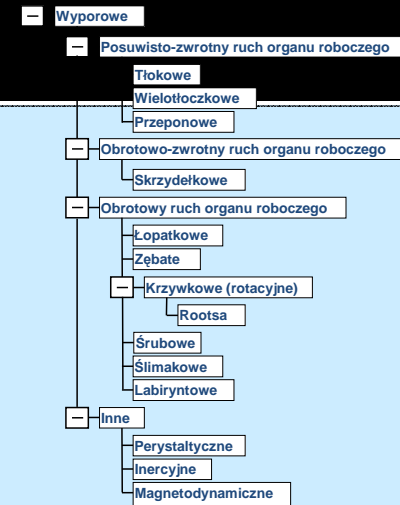 Wyporowe
Posuwisto-zwrotny ruch organu roboczego
Tłokowe
Wielotłoczkowe
Przeponowe
Obrotowo-zwrotny ruch organu roboczego
Skrzydełkowe
Obrotowy ruch organu roboczego
Łopatkowe
Zębate
Krzywkowe (rotacyjne)
Rootsa
Śrubowe
Ślimakowe
Labiryntowe
Inne
Perystaltyczne
Inercyjne
Magnetodynamiczne